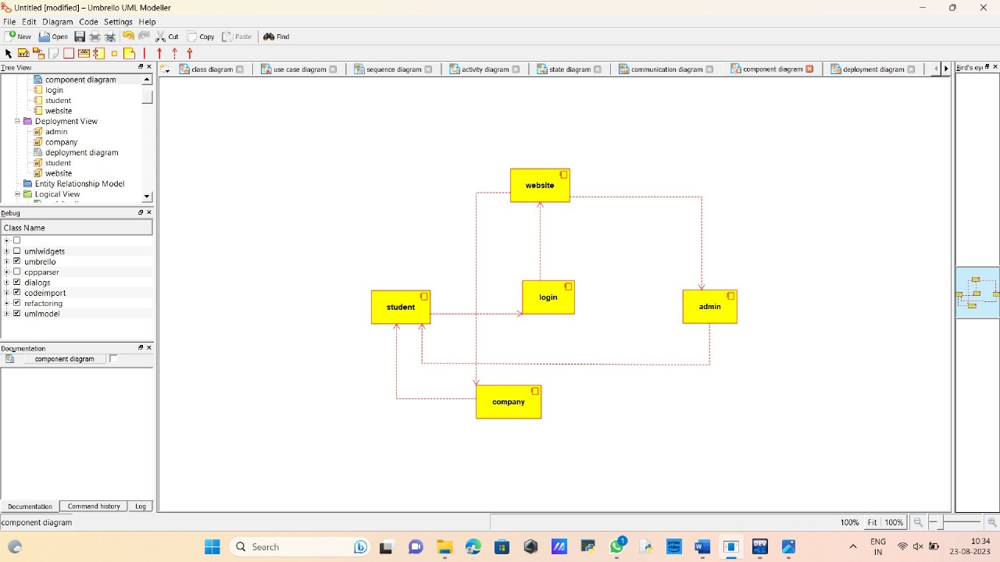 Untitled [modified] – Umbrello UML Modeller
File Edit Diagram Code Settings Help
New Open Cut Copy Paste Find
Tree View
component diagram
login
student
website
Deployment View
admin
company
deployment diagram
student
website
Entity Relationship Model
Logical View
Debug
Class Name
umlwidgets
umbrello
cppparser
dialogs
codeimport
refactoring
umlmodel
Documentation
component diagram
Documentation Command history Log
class diagram use case diagram sequence diagram activity diagram state diagram communication diagram component diagram deployment diagram
Bird's eye
website
login
student
admin
company
component diagram
100% Fit 100%
Search
1
DEV
prime video
ENG
IN
10:34
23-08-2023